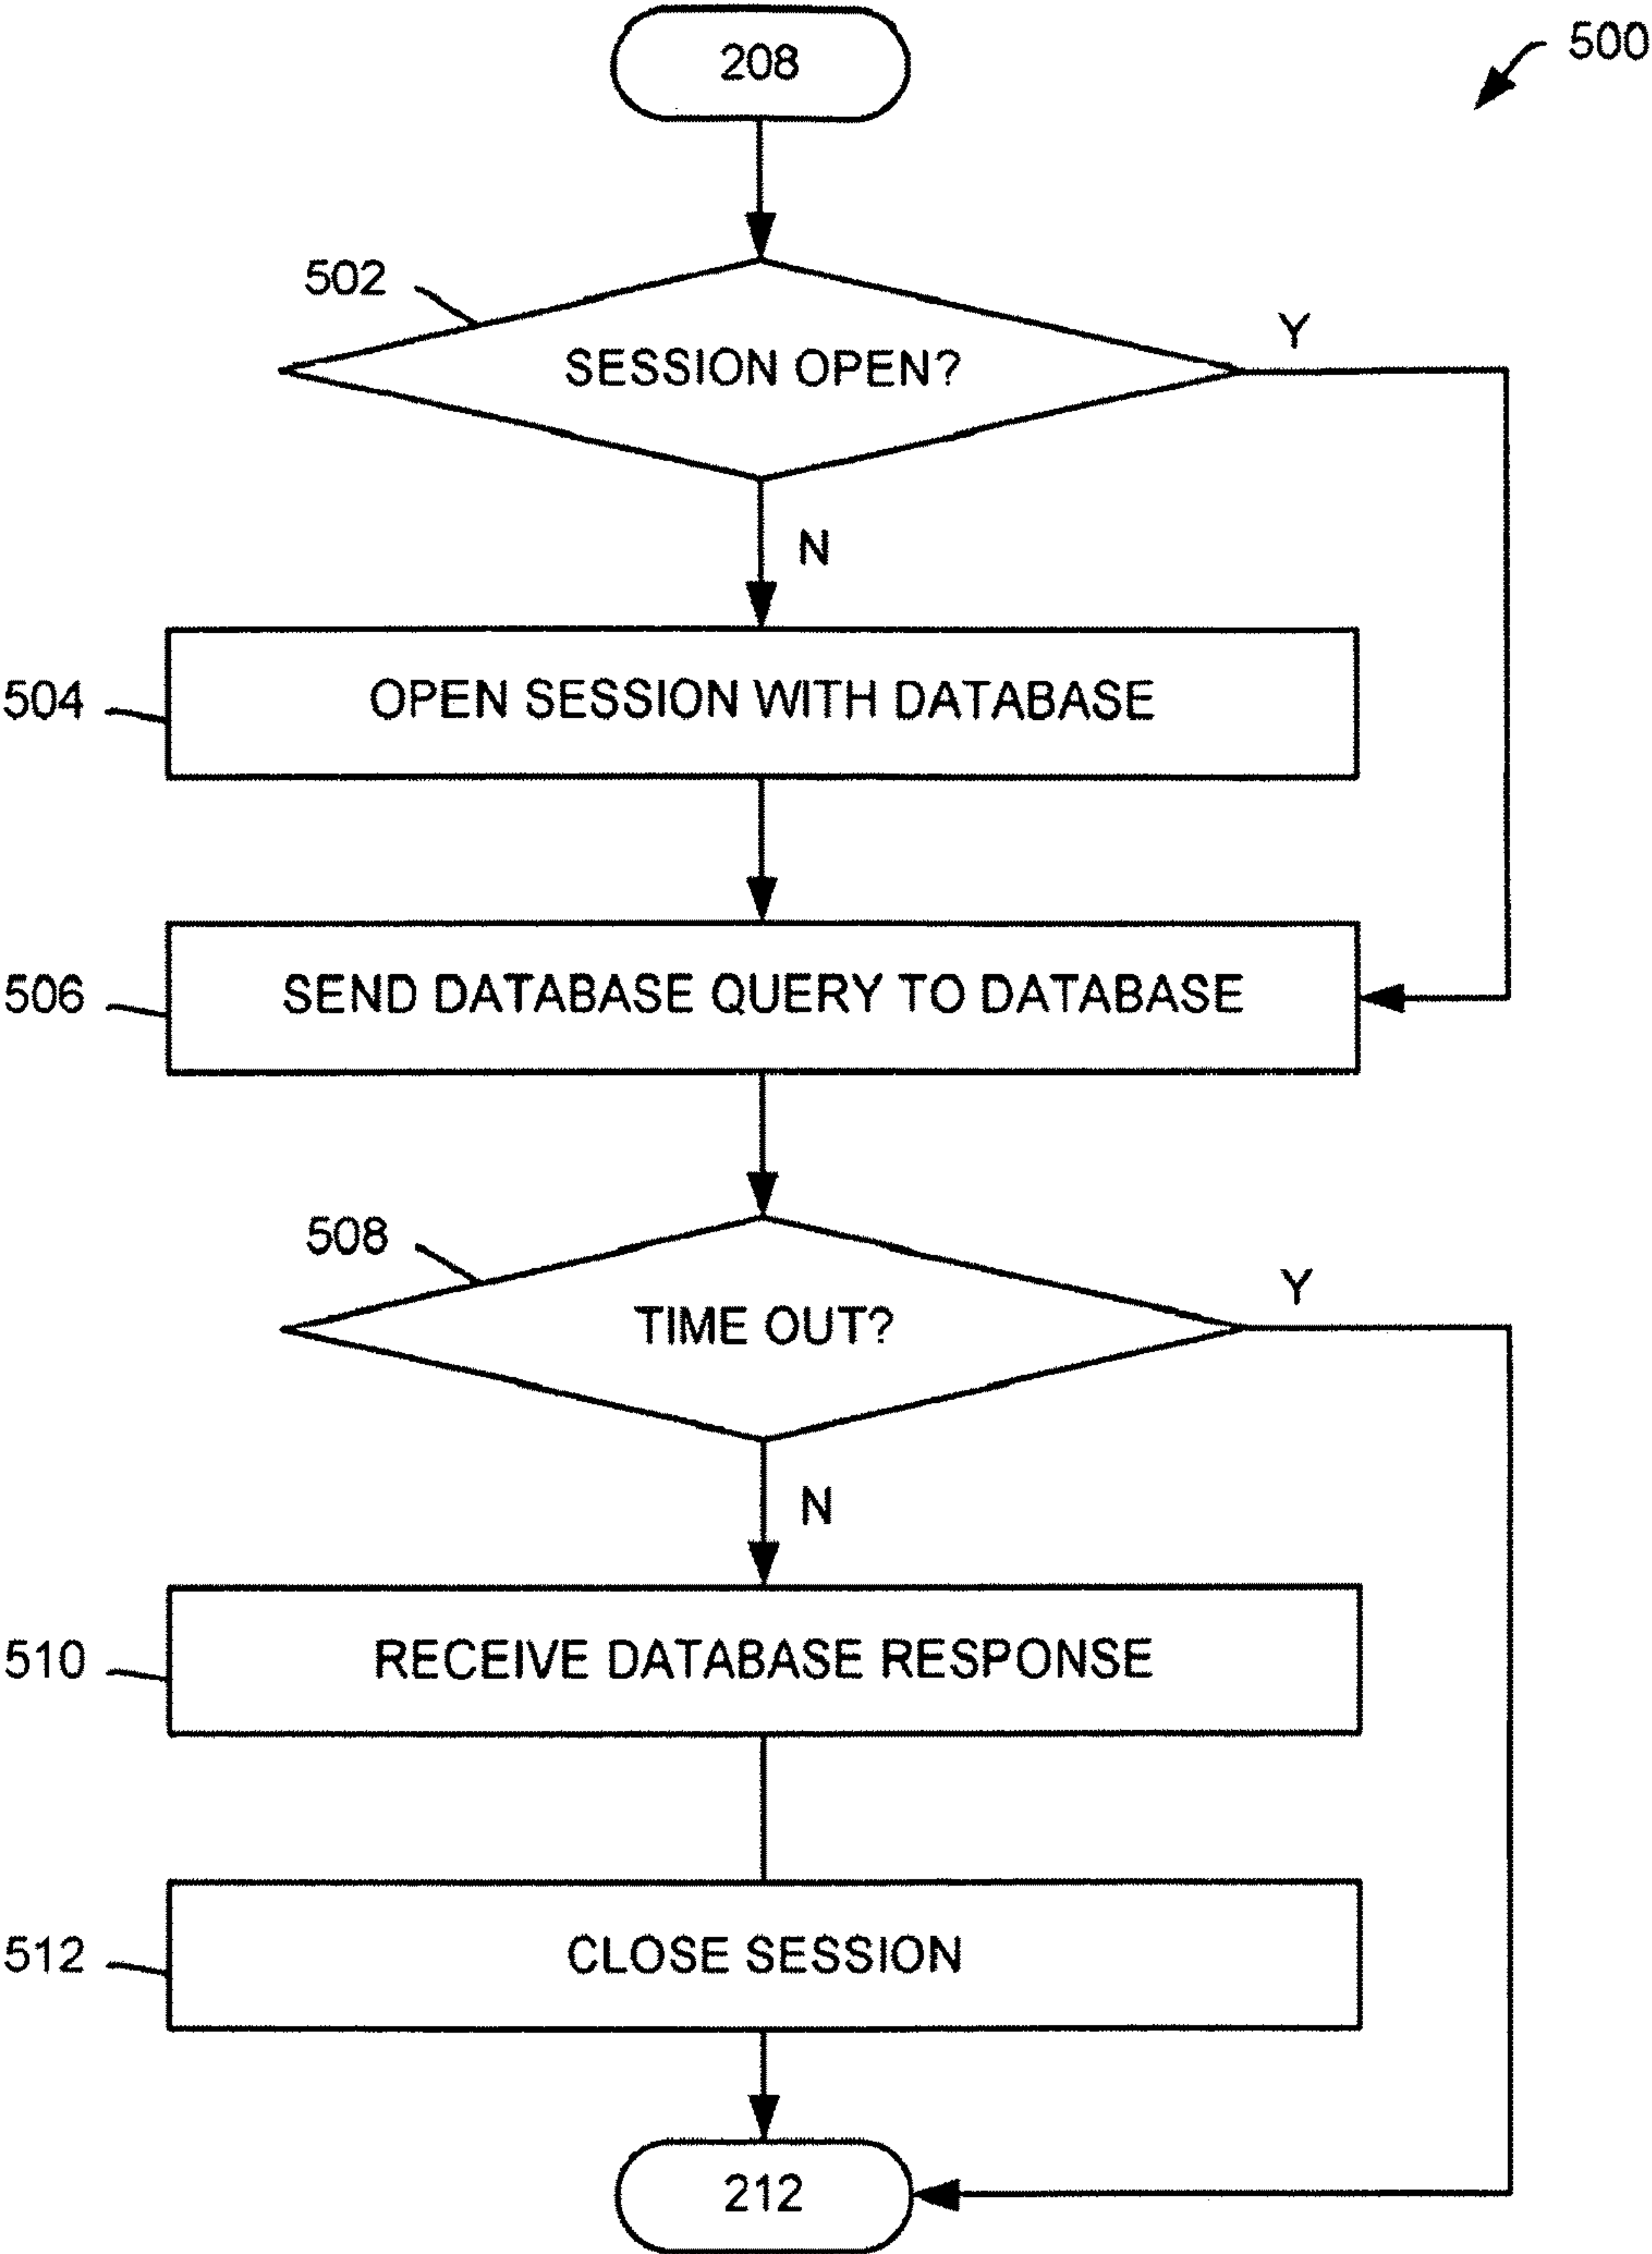 208
500
502
SESSION OPEN?
Y
N
504
OPEN SESSION WITH DATABASE
506
SEND DATABASE QUERY TO DATABASE
508
TIME OUT?
Y
N
510
RECEIVE DATABASE RESPONSE
512
CLOSE SESSION
212